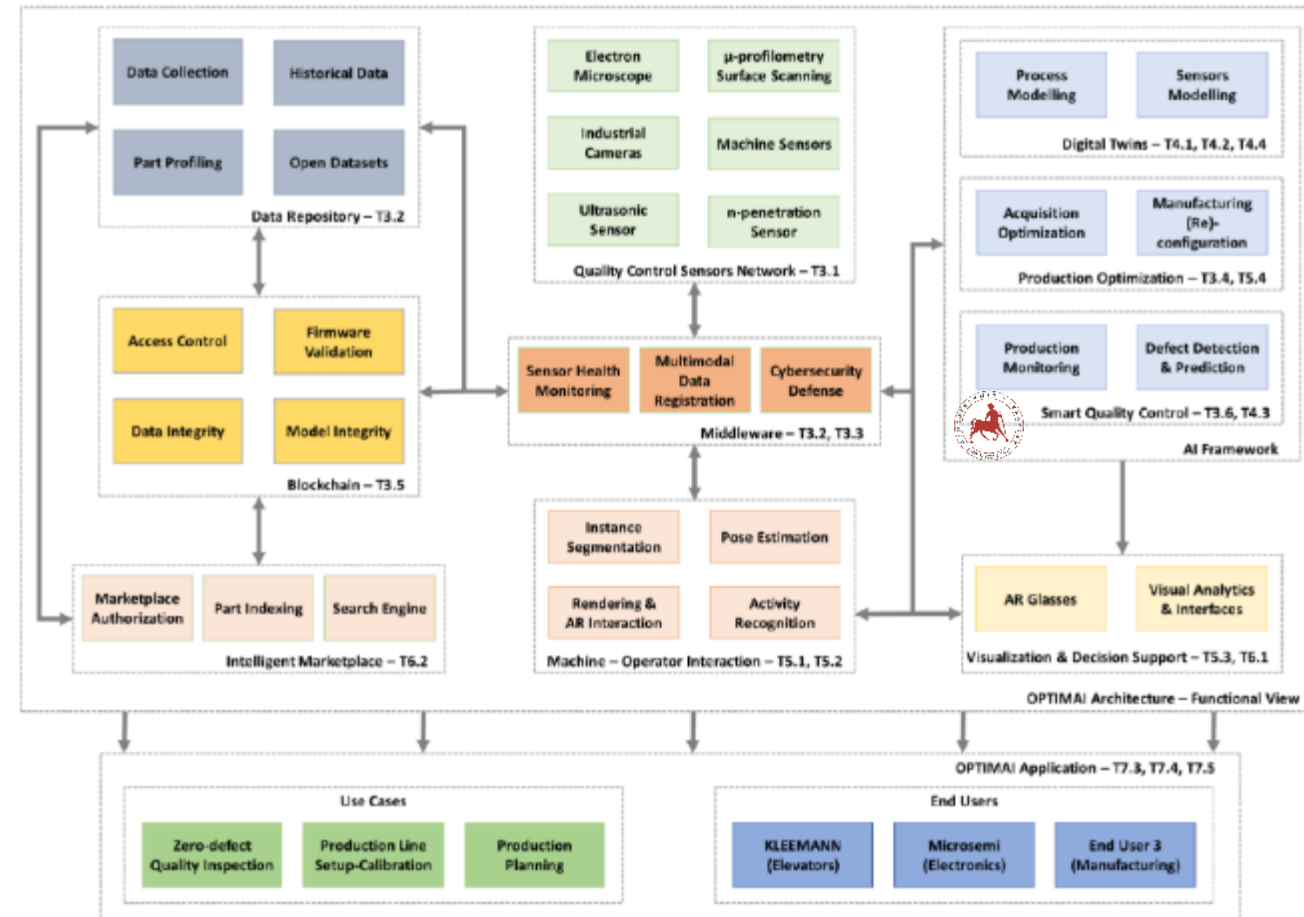 Data Collection
Historical Data
Part Profiling
Open Datasets
Data Repository – T3.2
Electron
Microscope
μ-profilometry
Surface Scanning
Industrial
Cameras
Machine Sensors
Ultrasonic
Sensor
n-penetration
Sensor
Quality Control Sensors Network – T3.1
Process
Modelling
Sensors
Modelling
Digital Twins – T4.1, T4.2, T4.4
Acquisition
Optimization
Manufacturing
(Re)-
configuration
Production Optimization – T3.4, T5.4
Production
Monitoring
Defect Detection
& Prediction
Smart Quality Control – T3.6, T4.3
AI Framework
Access Control
Firmware
Validation
Data Integrity
Model Integrity
Blockchain – T3.5
Sensor Health
Monitoring
Multimodal
Data
Registration
Cybersecurity
Defense
Middleware – T3.2, T3.3
Marketplace
Authorization
Part Indexing
Search Engine
Intelligent Marketplace – T6.2
Instance
Segmentation
Pose Estimation
Rendering &
AR Interaction
Activity
Recognition
Machine – Operator Interaction – T5.1, T5.2
AR Glasses
Visual Analytics
& Interfaces
Visualization & Decision Support – T5.3, T6.1
OPTIMAI Architecture – Functional View
OPTIMAI Application – T7.3, T7.4, T7.5
Use Cases
Zero-defect
Quality Inspection
Production Line
Setup-Calibration
Production
Planning
End Users
KLEEMANN
(Elevators)
Microsemi
(Electronics)
End User 3
(Manufacturing)